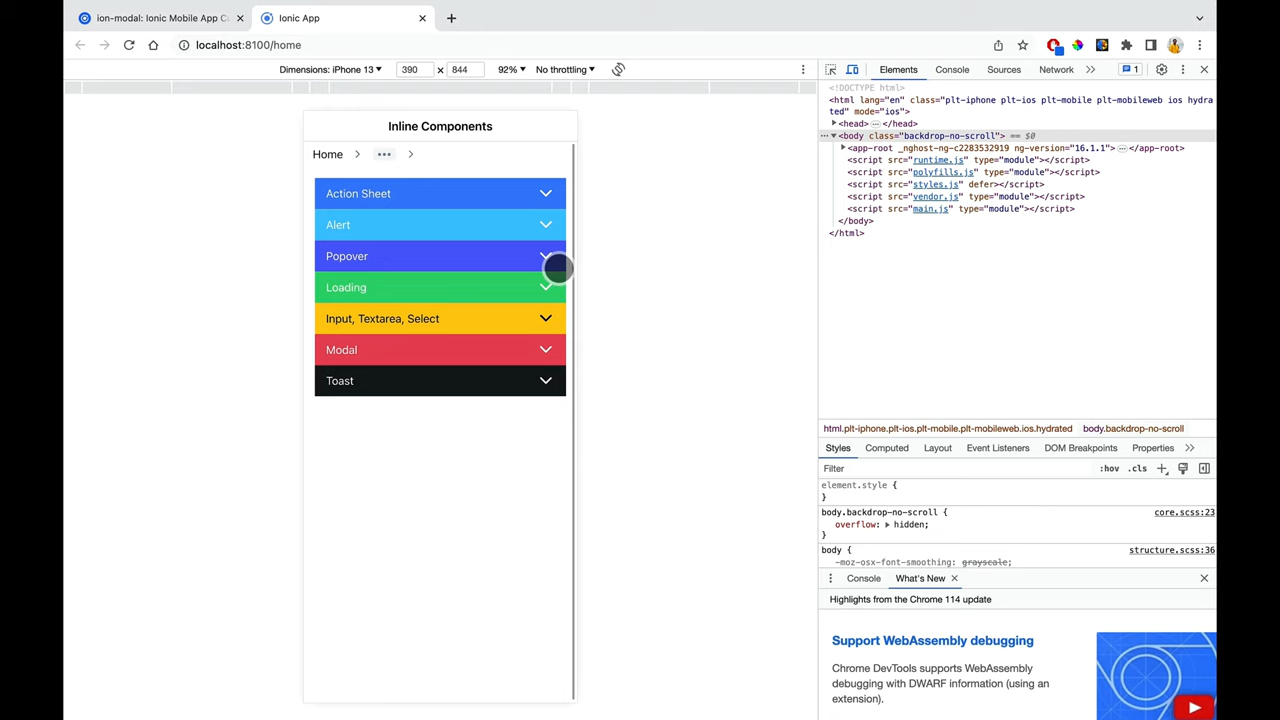 ion-modal: Ionic Mobile App C
Ionic App
localhost:8100/home
Dimensions: iPhone 13
390
×
844
92%
No throttling
Elements
Console
Sources
Network
1
<!DOCTYPE html>
<html lang="en" class="plt-iphone plt-ios plt-mobile plt-mobileweb ios hydra
ted" mode="ios">
<head> … </head>
<body class="backdrop-no-scroll"> == $0
<app-root _nghost-ng-c2283532919 ng-version="16.1.1"> … </app-root>
<script src="runtime.js" type="module"></script>
<script src="polyfills.js" type="module"></script>
<script src="styles.js" defer></script>
<script src="vendor.js" type="module"></script>
<script src="main.js" type="module"></script>
</body>
</html>
Inline Components
Home
Action Sheet
Alert
Popover
Loading
Input, Textarea, Select
Modal
Toast
html.plt-iphone.plt-ios.plt-mobile.plt-mobileweb.ios.hydrated
body.backdrop-no-scroll
Styles
Computed
Layout
Event Listeners
DOM Breakpoints
Properties
Filter
:hov
.cls
element.style {
}
body.backdrop-no-scroll {
core.scss:23
overflow: hidden;
}
body {
structure.scss:36
-moz-osx-font-smoothing: grayscale;
Console
What's New
Highlights from the Chrome 114 update
Support WebAssembly debugging
Chrome DevTools supports WebAssembly
debugging with DWARF information (using an
extension).